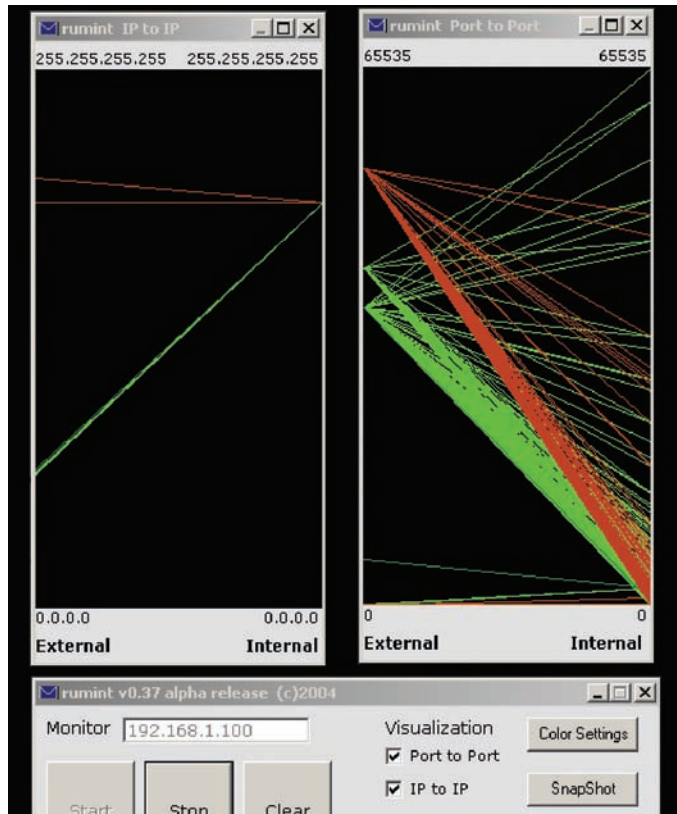 rumint IP to IP
255.255.255.255 255.255.255.255
0.0.0.0 0.0.0.0
External Internal
rumint Port to Port
65535 65535
0 0
External Internal
rumint v0.37 alpha release (c)2004
Monitor 192.168.1.100
Start Stop Clear
Visualization
Port to Port
IP to IP
Color Settings
SnapShot